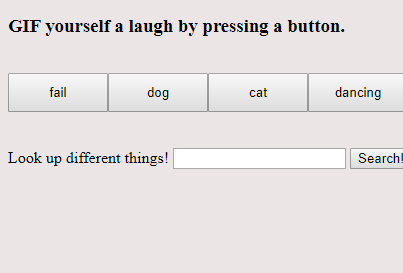 GIF yourself a laugh by pressing a button.
fail dog cat dancing
Look up different things! Search!